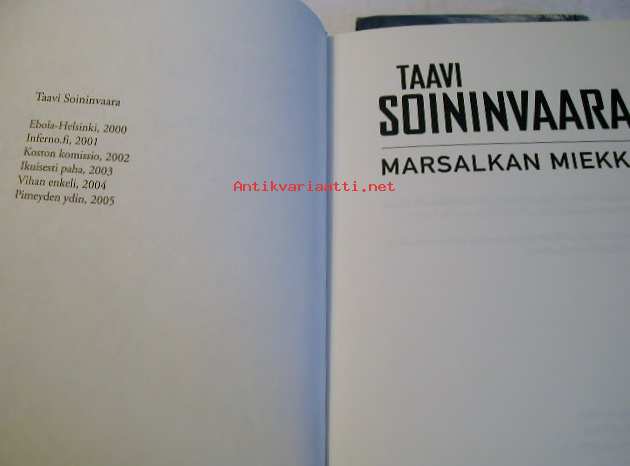 Taavi Soininvaara
Ebola-Helsinki, 2000
Inferno.fi, 2001
Koston komissio, 2002
Ikuisesti paha, 2003
Vihan enkeli, 2004
Pimeyden ydin, 2005
Antikvariaatti.net
TAAVI
SOININVAARA
MARSALKAN MIEKK